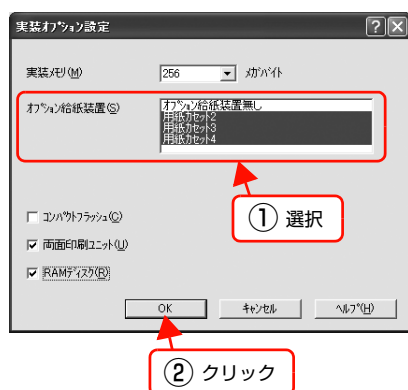 実装ｵﾌﾟｼｮﾝ設定
実装ﾒﾓﾘ(M) 256 ﾒｶﾞﾊﾞｲﾄ
ｵﾌﾟｼｮﾝ給紙装置(S) ｵﾌﾟｼｮﾝ給紙装置無し
用紙ｶｾｯﾄ2
用紙ｶｾｯﾄ3
用紙ｶｾｯﾄ4
① 選択
ｺﾝﾊﾟｸﾄﾌﾗｯｼｭ(C)
両面印刷ﾕﾆｯﾄ(U)
RAMﾃﾞｨｽｸ(R)
OK ｷｬﾝｾﾙ ﾍﾙﾌﾟ(H)
② クリック